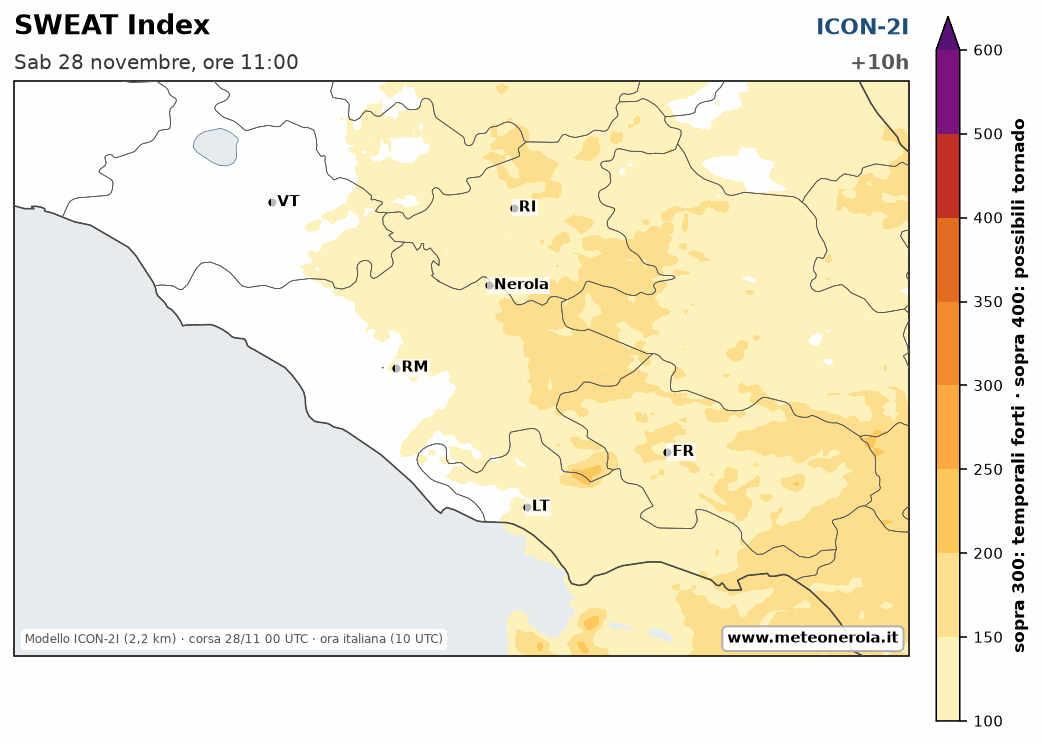 SWEAT Index
ICON-2I
Sab 28 novembre, ore 11:00
+10h
VT
RI
Nerola
RM
FR
LT
Modello ICON-2I (2,2 km) · corsa 28/11 00 UTC · ora italiana (10 UTC)
www.meteonerola.it
600
500
400
350
300
250
200
150
100
sopra 300: temporali forti · sopra 400: possibili tornado